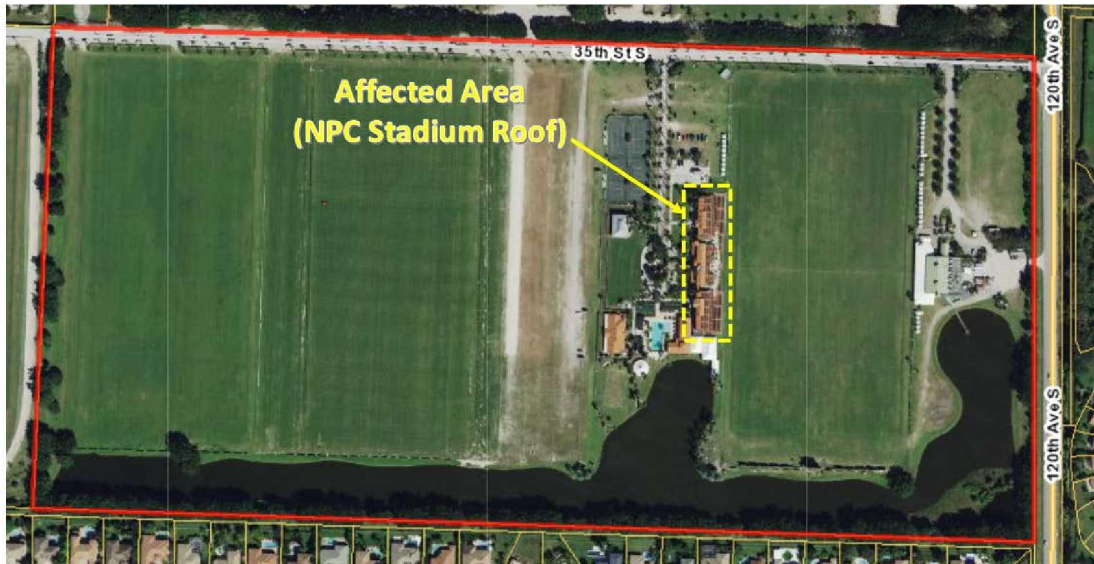 35th St S
120th Ave S
Affected Area
(NPC Stadium Roof)
120th Ave S